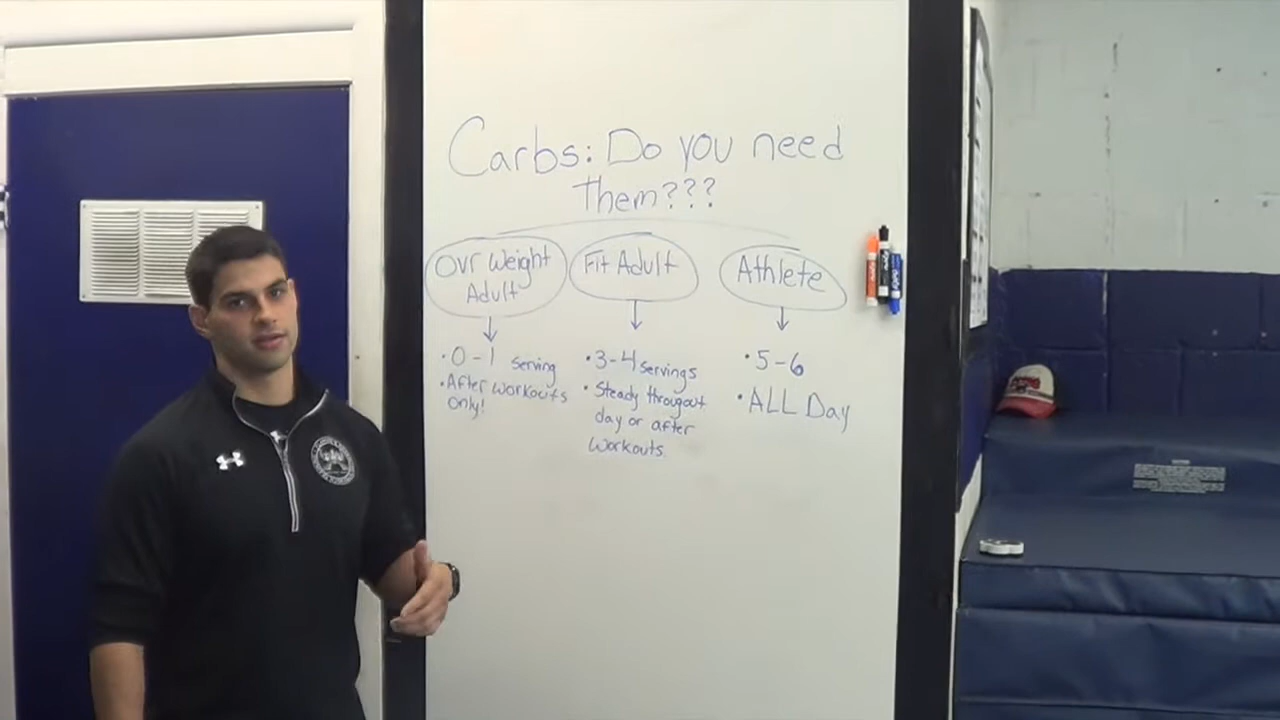 Carbs: Do you need
Them???
Ovr Weight
Adult
Fit Adult
Athlete
• 0-1 serving
• After workouts
only!
• 3-4 servings
• Steady througout
day or after
workouts.
• 5-6
• ALL Day